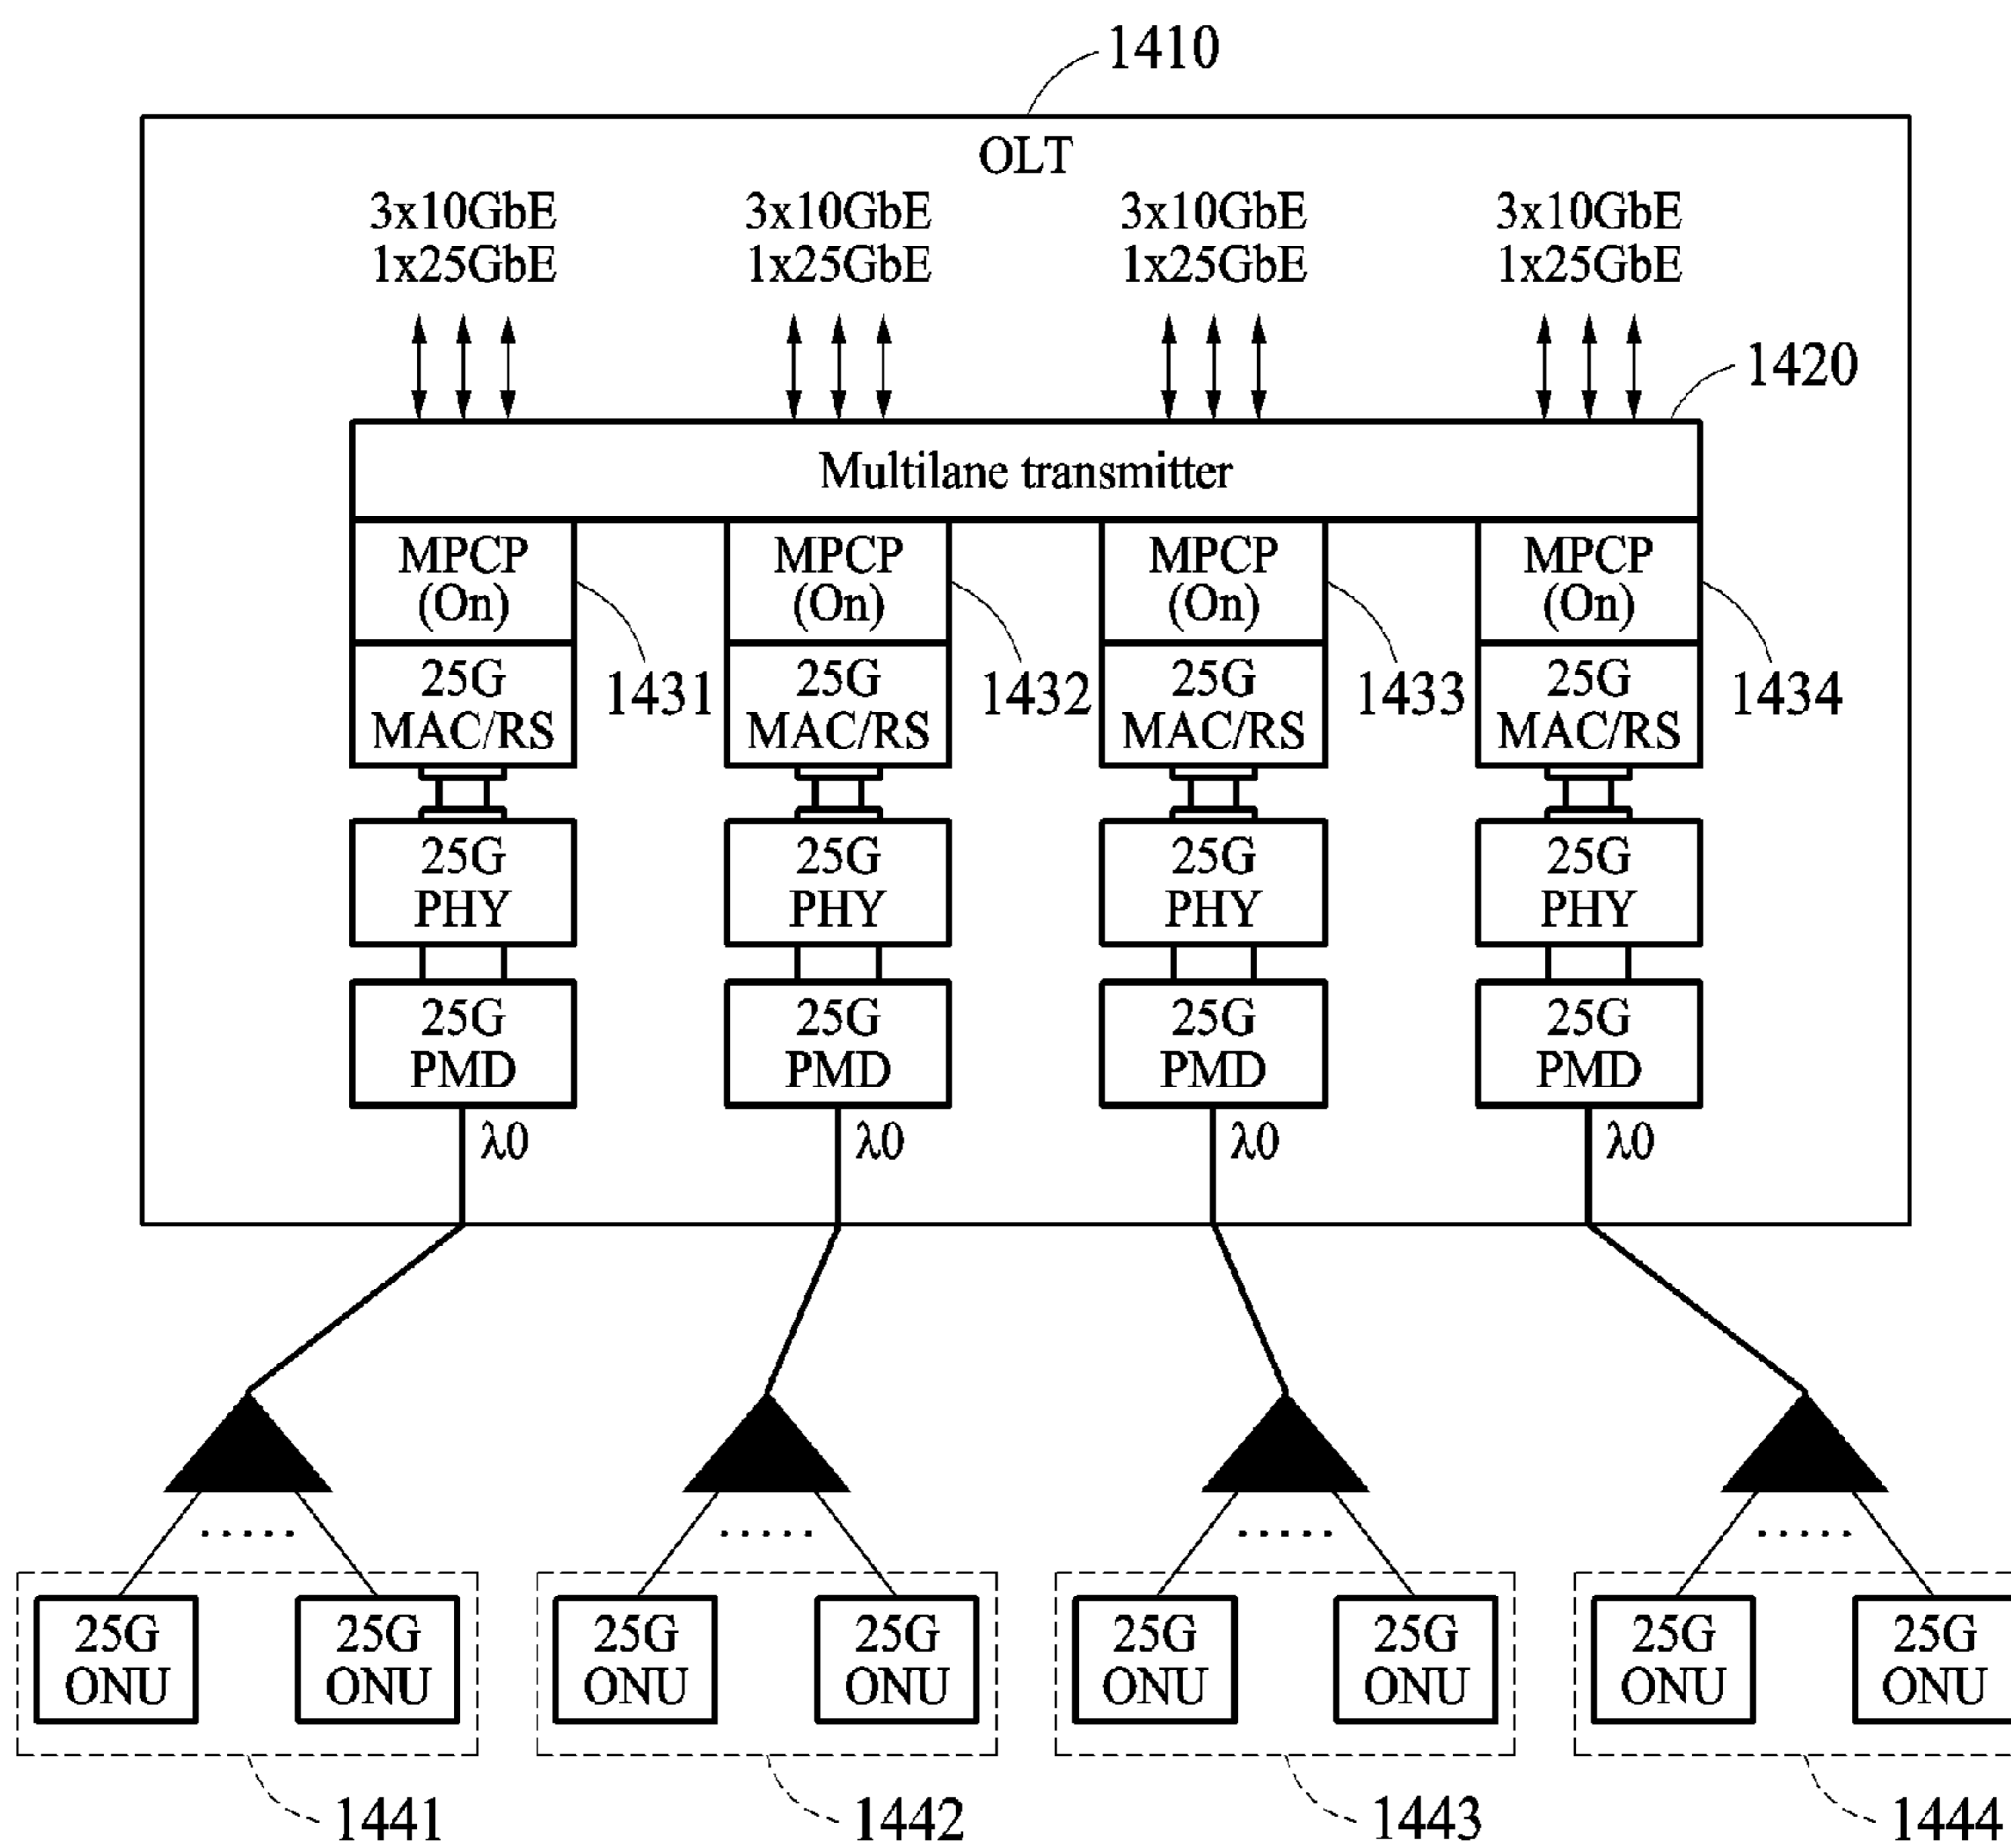 1410
OLT
3x10GbE 3x10GbE 3x10GbE 3x10GbE
1x25GbE 1x25GbE 1x25GbE 1x25GbE
1420
Multilane transmitter
MPCP MPCP MPCP MPCP
(On) (On) (On) (On)
25G 1431 25G 1432 25G 1433 25G 1434
MAC/RS MAC/RS MAC/RS MAC/RS
25G 25G 25G 25G
PHY PHY PHY PHY
25G 25G 25G 25G
PMD PMD PMD PMD
λ0 λ0 λ0 λ0
25G 25G 25G 25G 25G 25G 25G 25G
ONU ONU ONU ONU ONU ONU ONU ONU
1441 1442 1443 1444